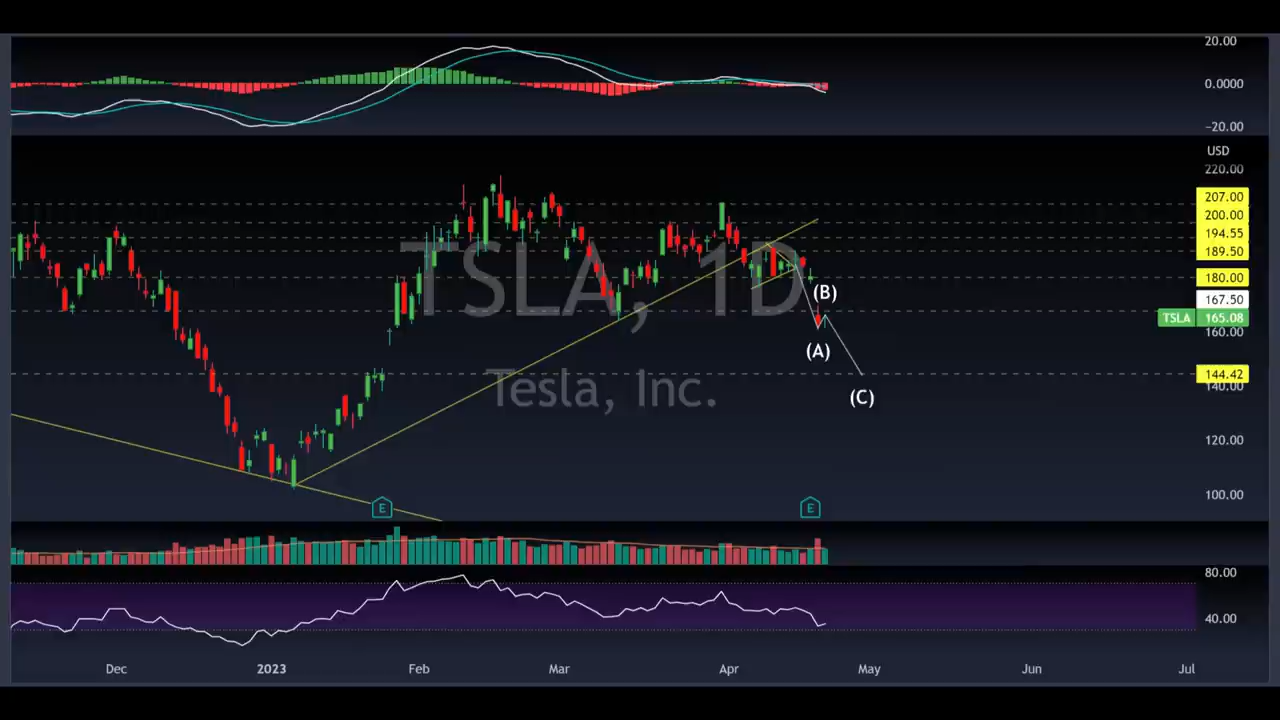 20.00
0.0000
−20.00
USD
220.00
207.00
200.00
194.55
189.50
TSLA, 1D
180.00
(B)
167.50
TSLA 165.08
160.00
(A)
144.42
140.00
Tesla, Inc.
(C)
120.00
100.00
E E
80.00
40.00
Dec 2023 Feb Mar Apr May Jun Jul